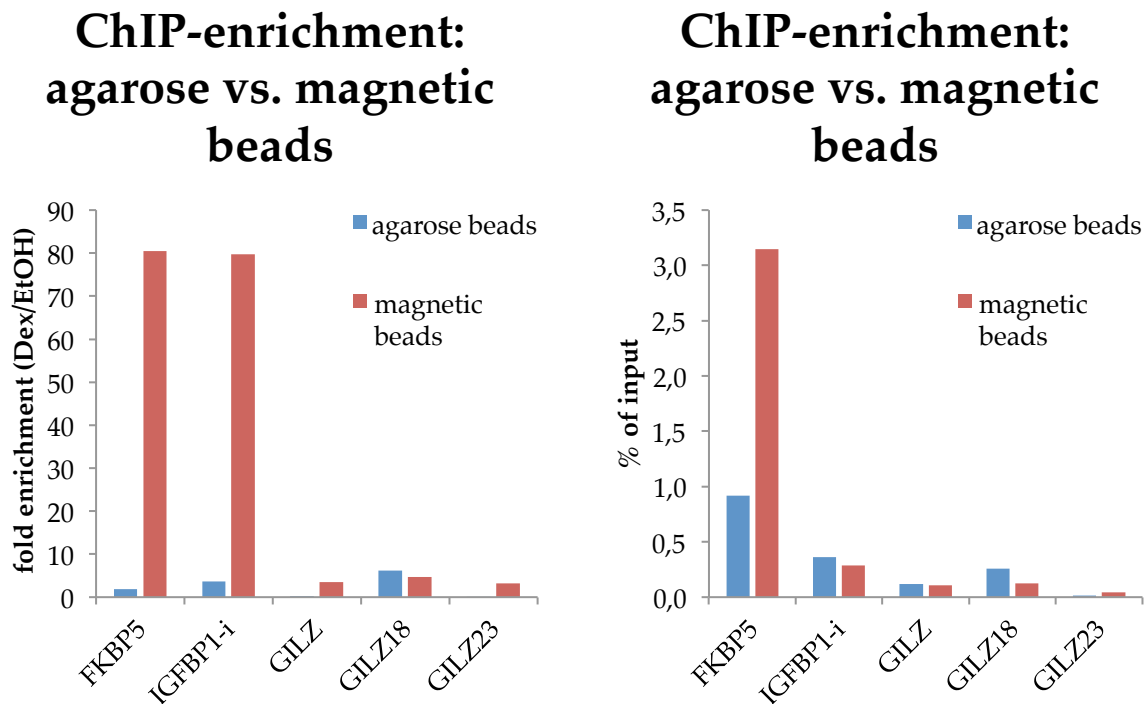 ChIP-enrichment:
agarose vs. magnetic
beads
fold enrichment (Dex/EtOH)
90
80
70
60
50
40
30
20
10
0
agarose beads
magnetic
beads
FKBP5
IGFBP1-i
GILZ
GILZ18
GILZ23
ChIP-enrichment:
agarose vs. magnetic
beads
% of input
3,5
3,0
2,5
2,0
1,5
1,0
0,5
0,0
agarose beads
magnetic
beads
FKBP5
IGFBP1-i
GILZ
GILZ18
GILZ23